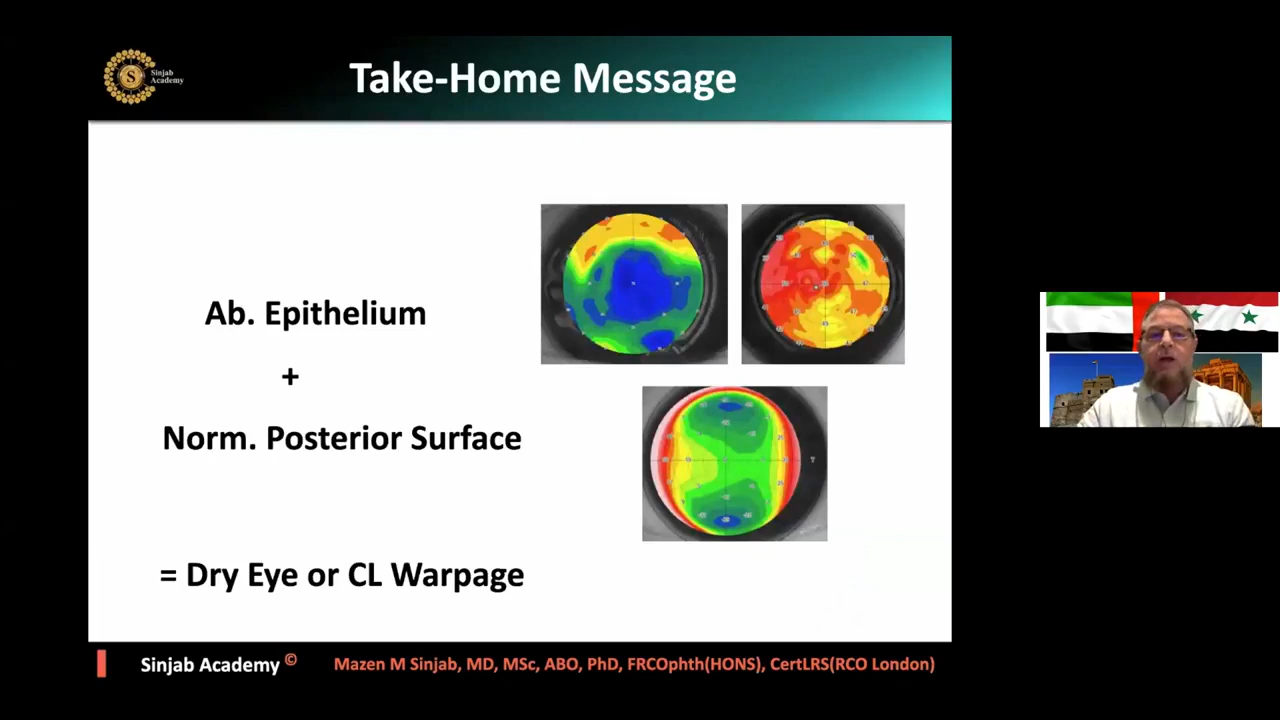 Sinjab
Academy
S
Take-Home Message
Ab. Epithelium
+
Norm. Posterior Surface
= Dry Eye or CL Warpage
Sinjab Academy ©
Mazen M Sinjab, MD, MSc, ABO, PhD, FRCOphth(HONS), CertLRS(RCO London)